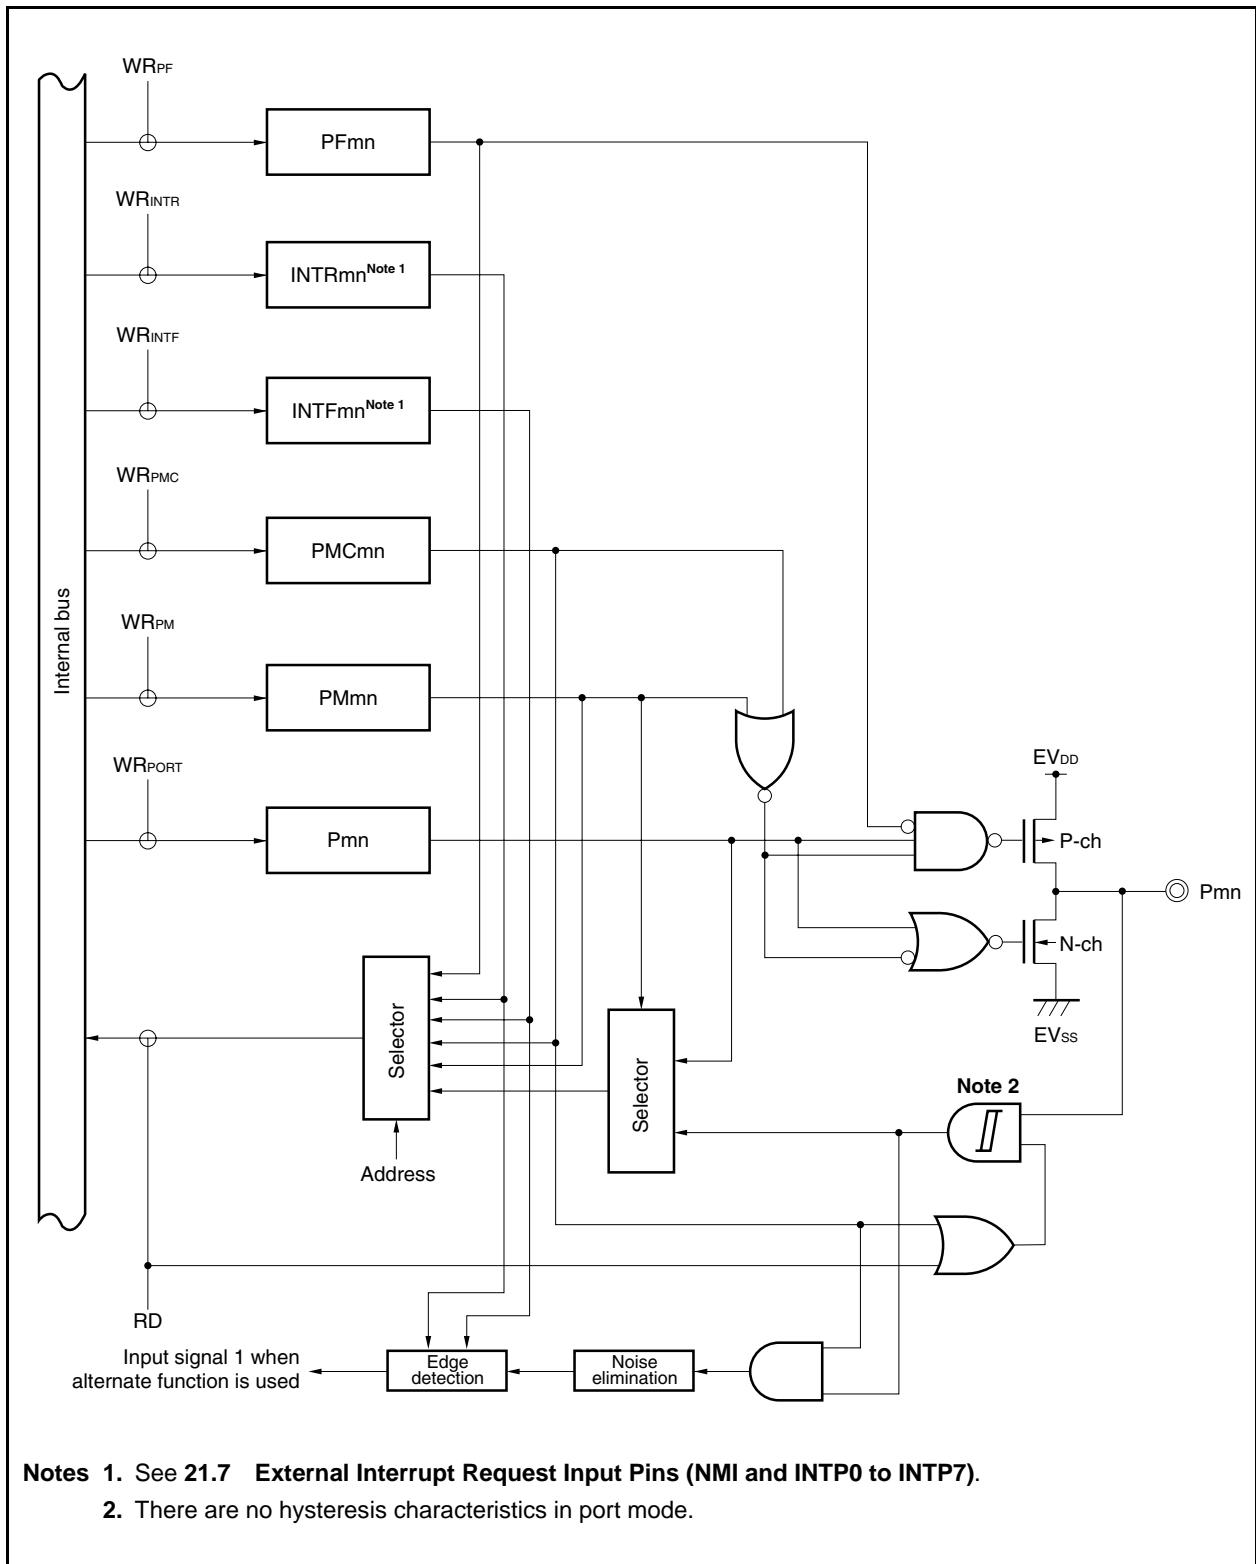 WRPF
PFmn
WRINTR
INTRmnNote 1
WRINTF
INTFmnNote 1
WRPMC
PMCmn
Internal bus
WRPM
PMmn
WRPORT
Pmn
EVDD
P-ch
Pmn
N-ch
EVSS
Selector
Selector
Note 2
Address
RD
Input signal 1 when
alternate function is used
Edge
detection
Noise
elimination
Notes 1. See 21.7 External Interrupt Request Input Pins (NMI and INTP0 to INTP7).
2. There are no hysteresis characteristics in port mode.